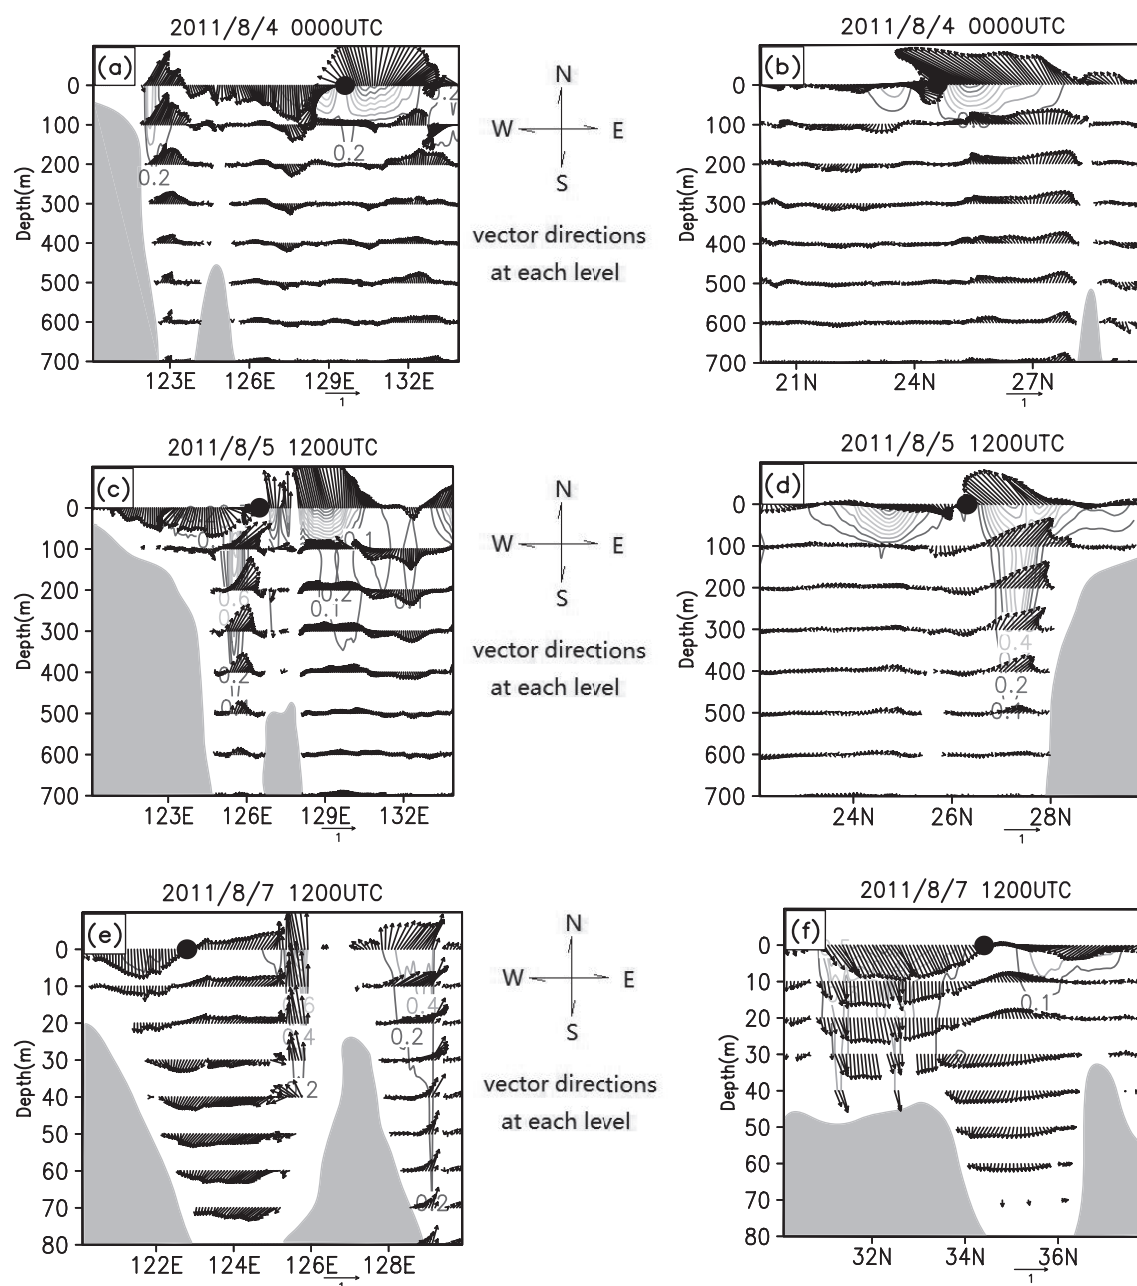 2011/8/4 0000UTC
(a)
0
100
200
300
400
500
600
700
Depth(m)
0.2
0.2
0.2
123E
126E
129E
132E
1
N
W
E
S
vector directions
at each level
2011/8/4 0000UTC
(b)
0
100
200
300
400
500
600
700
Depth(m)
21N
24N
27N
1
2011/8/5 1200UTC
(c)
0
100
200
300
400
500
600
700
Depth(m)
0.6
0.2
0.2
0.1
123E
126E
129E
132E
1
N
W
E
S
vector directions
at each level
2011/8/5 1200UTC
(d)
0
100
200
300
400
500
600
700
Depth(m)
0.4
0.2
0.1
24N
26N
28N
1
2011/8/7 1200UTC
(e)
0
10
20
30
40
50
60
70
80
Depth(m)
0.4
0.2
0.2
122E
124E
126E
128E
1
N
W
E
S
vector directions
at each level
2011/8/7 1200UTC
(f)
0
10
20
30
40
50
60
70
80
Depth(m)
0.1
32N
34N
36N
1